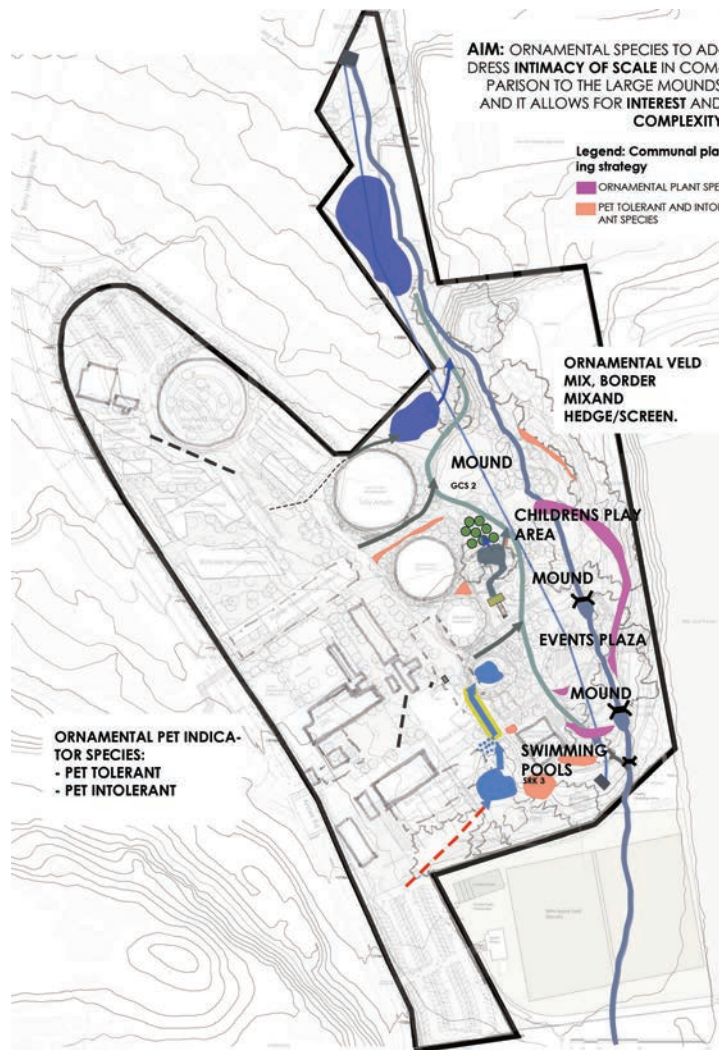 AIM: ORNAMENTAL SPECIES TO AD-
DRESS INTIMACY OF SCALE IN COM-
PARISON TO THE LARGE MOUNDS
AND IT ALLOWS FOR INTEREST AND
COMPLEXITY
Legend: Communal pla
ing strategy
ORNAMENTAL PLANT SPE
PET TOLERANT AND INTOL
ANT SPECIES
ORNAMENTAL VELD
MIX, BORDER
MIXAND
HEDGE/SCREEN.
MOUND
GCS 2
CHILDRENS PLAY
AREA
MOUND
EVENTS PLAZA
MOUND
SWIMMING
POOLS
SRK 3
ORNAMENTAL PET INDICA-
TOR SPECIES:
- PET TOLERANT
- PET INTOLERANT